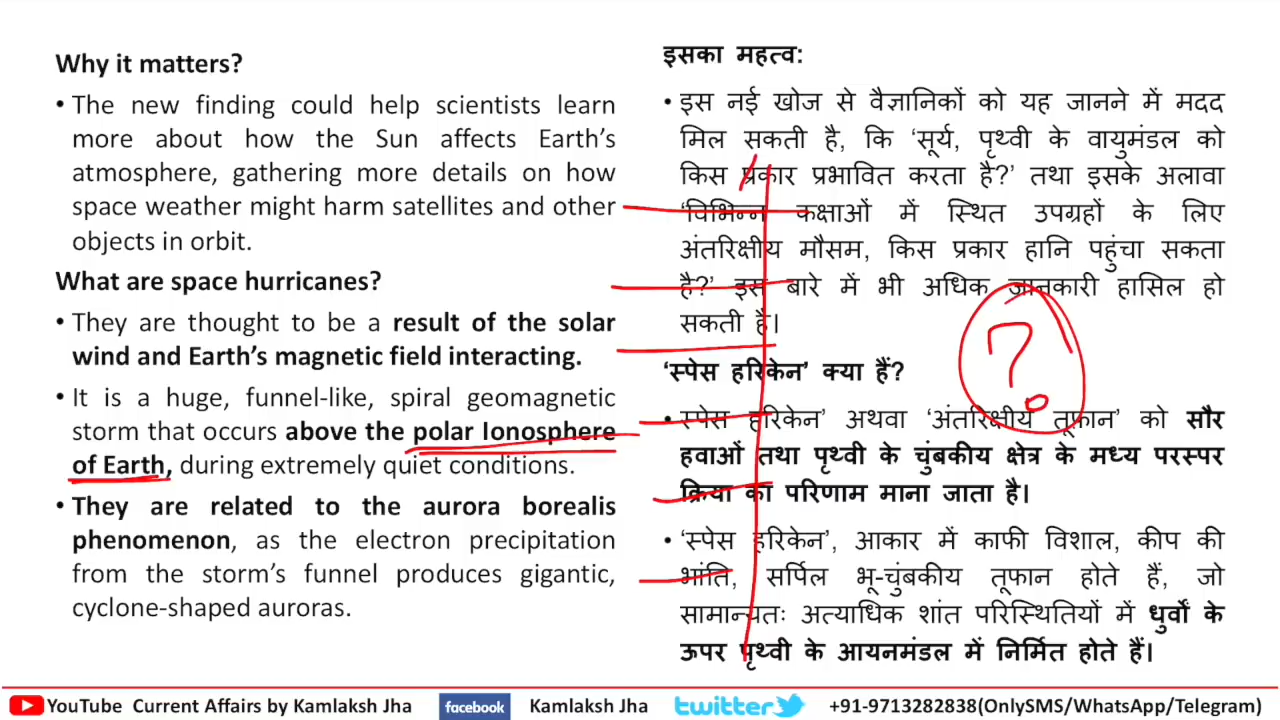 Why it matters?
• The new finding could help scientists learn
more about how the Sun affects Earth's
atmosphere, gathering more details on how
space weather might harm satellites and other
objects in orbit.
What are space hurricanes?
• They are thought to be a result of the solar
wind and Earth's magnetic field interacting.
• It is a huge, funnel-like, spiral geomagnetic
storm that occurs above the polar Ionosphere
of Earth, during extremely quiet conditions.
• They are related to the aurora borealis
phenomenon, as the electron precipitation
from the storm's funnel produces gigantic,
cyclone-shaped auroras.
इसका महत्व:
• इस नई खोज से वैज्ञानिकों को यह जानने में मदद
मिल सकती है, कि 'सूर्य, पृथ्वी के वायुमंडल को
किस प्रकार प्रभावित करता है?' तथा इसके अलावा
'विभिन्न कक्षाओं में स्थित उपग्रहों के लिए
अंतरिक्षीय मौसम, किस प्रकार हानि पहुंचा सकता
है?' इस बारे में भी अधिक जानकारी हासिल हो
सकती है।
'स्पेस हरिकेन' क्या हैं?
• स्पेस हरिकेन' अथवा 'अंतरिक्षीय तूफान' को सौर
हवाओं तथा पृथ्वी के चुंबकीय क्षेत्र के मध्य परस्पर
क्रिया का परिणाम माना जाता है।
• 'स्पेस हरिकेन', आकार में काफी विशाल, कीप की
भांति, सर्पिल भू-चुंबकीय तूफान होते हैं, जो
सामान्यतः अत्याधिक शांत परिस्थितियों में धुर्वों के
ऊपर पृथ्वी के आयनमंडल में निर्मित होते हैं।
?
YouTube Current Affairs by Kamlaksh Jha facebook Kamlaksh Jha twitter +91-9713282838(OnlySMS/WhatsApp/Telegram)